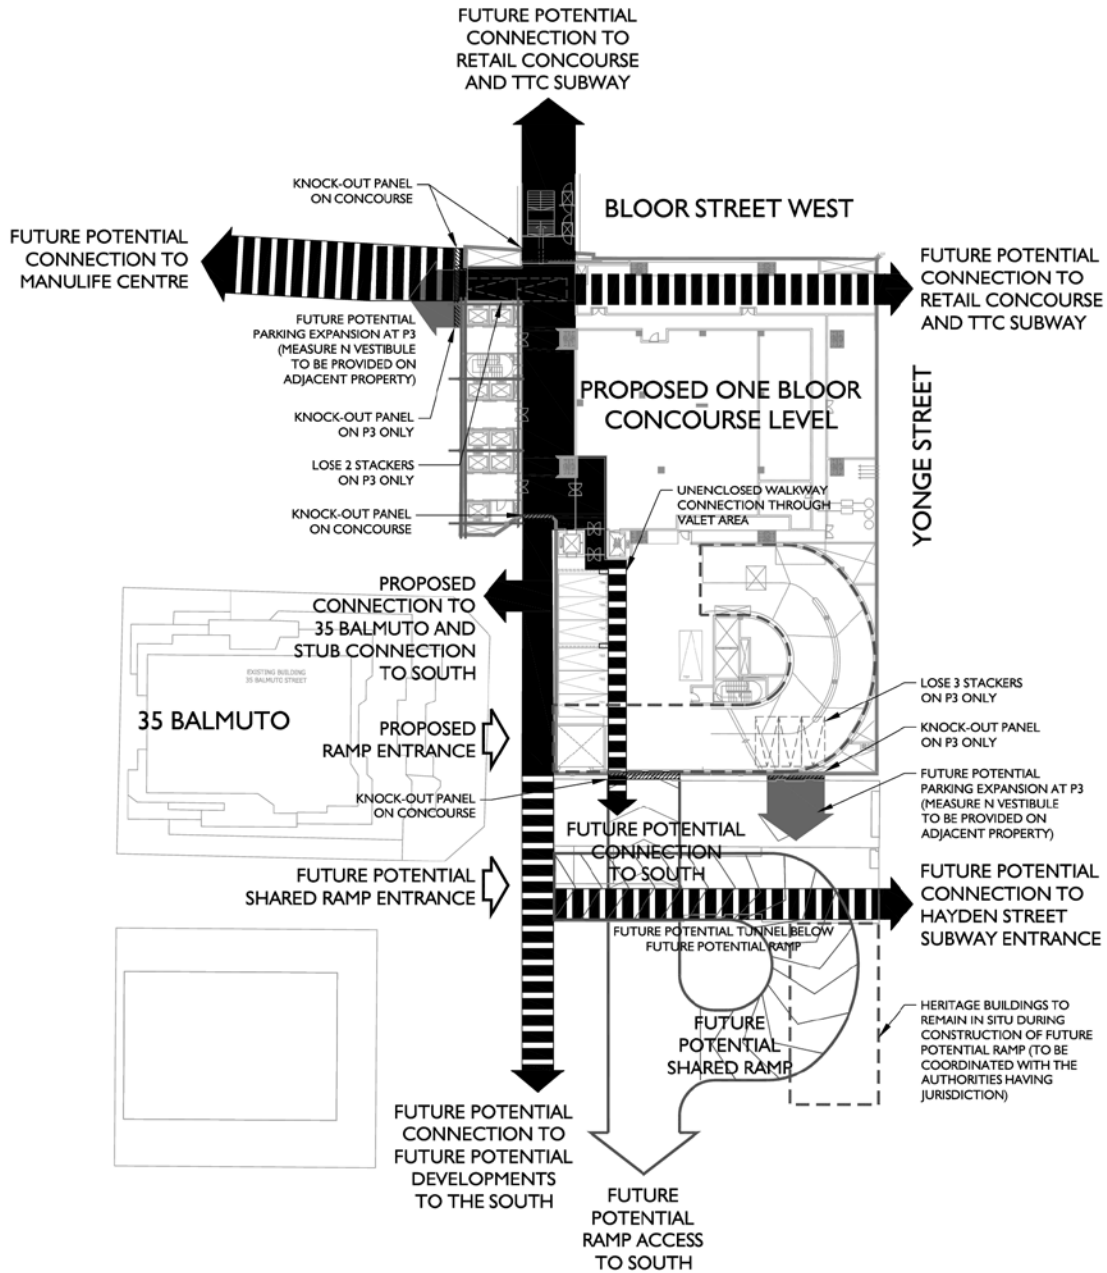 FUTURE POTENTIAL
CONNECTION TO
RETAIL CONCOURSE
AND TTC SUBWAY
KNOCK-OUT PANEL
ON CONCOURSE
BLOOR STREET WEST
FUTURE POTENTIAL
CONNECTION TO
MANULIFE CENTRE
FUTURE POTENTIAL
CONNECTION TO
RETAIL CONCOURSE
AND TTC SUBWAY
FUTURE POTENTIAL
PARKING EXPANSION AT P3
(MEASURE N VESTIBULE
TO BE PROVIDED ON
ADJACENT PROPERTY)
PROPOSED ONE BLOOR
CONCOURSE LEVEL
YONGE STREET
KNOCK-OUT PANEL
ON P3 ONLY
LOSE 2 STACKERS
ON P3 ONLY
UNENCLOSED WALKWAY
CONNECTION THROUGH
VALET AREA
KNOCK-OUT PANEL
ON CONCOURSE
PROPOSED
CONNECTION TO
35 BALMUTO AND
STUB CONNECTION
TO SOUTH
EXISTING BUILDING
35 BALMUTO STREET
35 BALMUTO
PROPOSED
RAMP ENTRANCE
LOSE 3 STACKERS
ON P3 ONLY
KNOCK-OUT PANEL
ON P3 ONLY
KNOCK-OUT PANEL
ON CONCOURSE
FUTURE POTENTIAL
PARKING EXPANSION AT P3
(MEASURE N VESTIBULE
TO BE PROVIDED ON
ADJACENT PROPERTY)
FUTURE POTENTIAL
CONNECTION
TO SOUTH
FUTURE POTENTIAL
SHARED RAMP ENTRANCE
FUTURE POTENTIAL
CONNECTION TO
HAYDEN STREET
SUBWAY ENTRANCE
FUTURE POTENTIAL TUNNEL BELOW
FUTURE POTENTIAL RAMP
FUTURE
POTENTIAL
SHARED RAMP
HERITAGE BUILDINGS TO
REMAIN IN SITU DURING
CONSTRUCTION OF FUTURE
POTENTIAL RAMP (TO BE
COORDINATED WITH THE
AUTHORITIES HAVING
JURISDICTION)
FUTURE POTENTIAL
CONNECTION TO
FUTURE POTENTIAL
DEVELOPMENTS
TO THE SOUTH
FUTURE
POTENTIAL
RAMP ACCESS
TO SOUTH